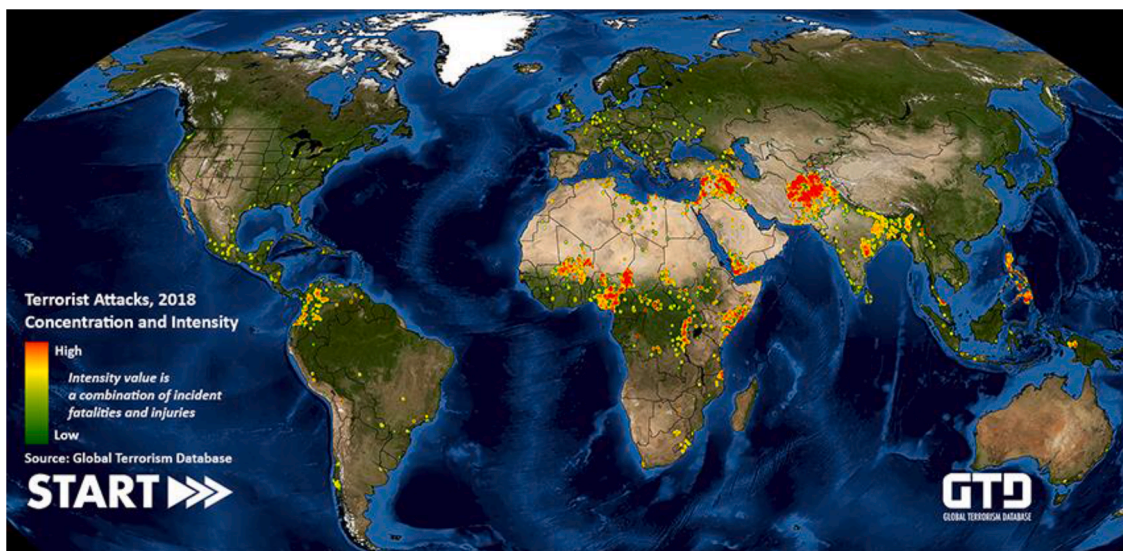 Terrorist Attacks, 2018
Concentration and Intensity
High
Intensity value is
a combination of incident
fatalities and injuries
Low
Source: Global Terrorism Database
START
GTD
GLOBAL TERRORISM DATABASE